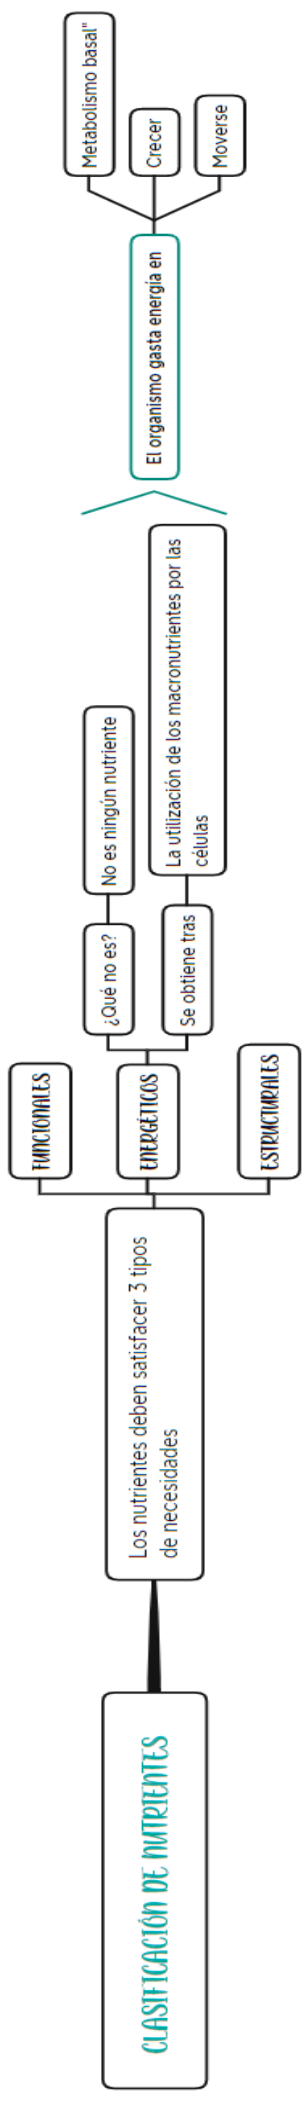 CLASIFICACIÓN DE NUTRIENTES
Los nutrientes deben satisfacer 3 tipos
de necesidades
FUNCIONALES
ENERGÉTICOS
¿Qué no es?
No es ningún nutriente
Se obtiene tras
La utilización de los macronutrientes por las
células
ESTRUCTURALES
El organismo gasta energía en
Metabolismo basal"
Crecer
Moverse